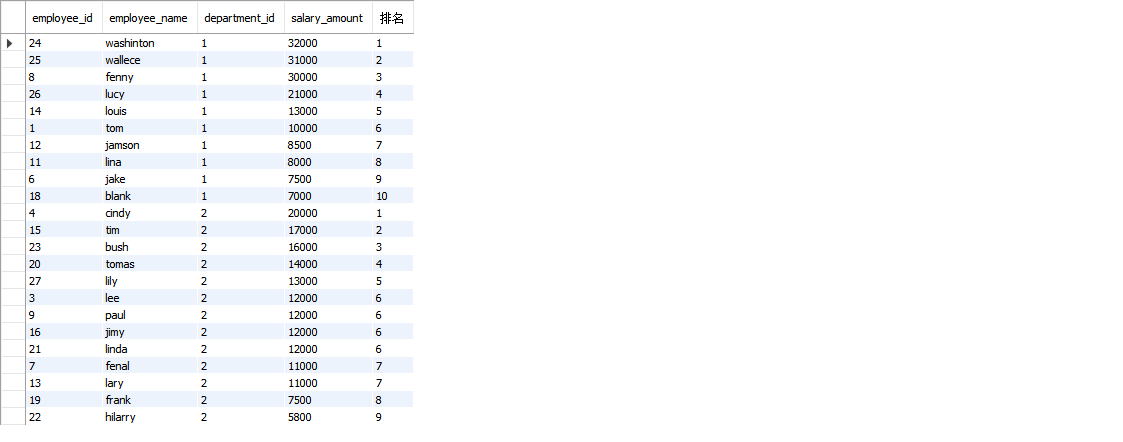 employee_id employee_name department_id salary_amount 排名
24 washinton 1 32000 1
25 wallece 1 31000 2
8 fenny 1 30000 3
26 lucy 1 21000 4
14 louis 1 13000 5
1 tom 1 10000 6
12 jamson 1 8500 7
11 lina 1 8000 8
6 jake 1 7500 9
18 blank 1 7000 10
4 cindy 2 20000 1
15 tim 2 17000 2
23 bush 2 16000 3
20 tomas 2 14000 4
27 lily 2 13000 5
3 lee 2 12000 6
9 paul 2 12000 6
16 jimy 2 12000 6
21 linda 2 12000 6
7 fenal 2 11000 7
13 lary 2 11000 7
19 frank 2 7500 8
22 hilarry 2 5800 9